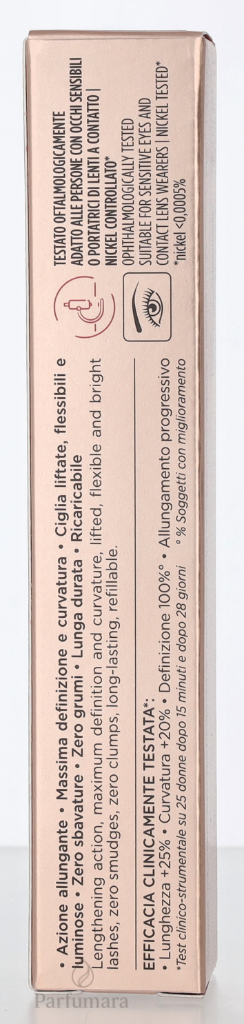 • Azione allungante • Massima definizione e curvatura • Ciglia liftate, flessibili e
luminose • Zero sbavature • Zero grumi • Lunga durata • Ricaricabile
Lengthening action, maximum definition and curvature, lifted, flexible and bright
lashes, zero smudges, zero clumps, long-lasting, refillable.
EFFICACIA CLINICAMENTE TESTATA*:
• Lunghezza +25% • Curvatura +20% • Definizione 100%° • Allungamento progressivo
*Test clinico-strumentale su 25 donne dopo 15 minuti e dopo 28 giorni ° % Soggetti con miglioramento
TESTATO OFTALMOLOGICAMENTE
ADATTO ALLE PERSONE CON OCCHI SENSIBILI
O PORTATRICI DI LENTI A CONTATTO |
NICKEL CONTROLLATO*
OPHTHALMOLOGICALLY TESTED
SUITABLE FOR SENSITIVE EYES AND
CONTACT LENS WEARERS | NICKEL TESTED*
*nickel <0,0005%
Parfumara